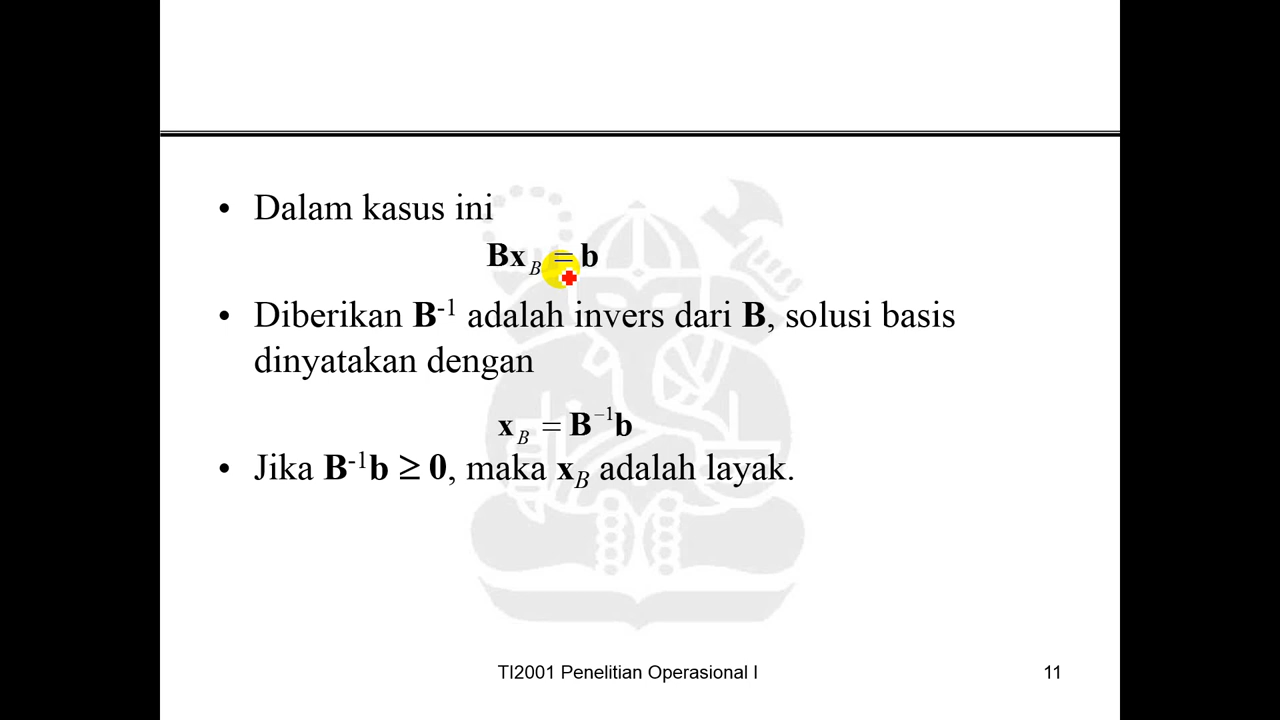 • Dalam kasus ini
Bx_B = b
• Diberikan B⁻¹ adalah invers dari B, solusi basis
dinyatakan dengan
x_B = B⁻¹b
• Jika B⁻¹b ≥ 0, maka x_B adalah layak.
TI2001 Penelitian Operasional I
11